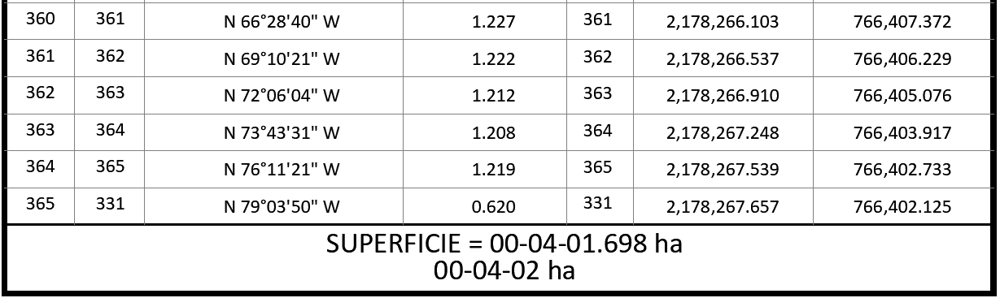 360 361 N 66°28'40" W 1.227 361 2,178,266.103 766,407.372
361 362 N 69°10'21" W 1.222 362 2,178,266.537 766,406.229
362 363 N 72°06'04" W 1.212 363 2,178,266.910 766,405.076
363 364 N 73°43'31" W 1.208 364 2,178,267.248 766,403.917
364 365 N 76°11'21" W 1.219 365 2,178,267.539 766,402.733
365 331 N 79°03'50" W 0.620 331 2,178,267.657 766,402.125
SUPERFICIE = 00-04-01.698 ha
00-04-02 ha